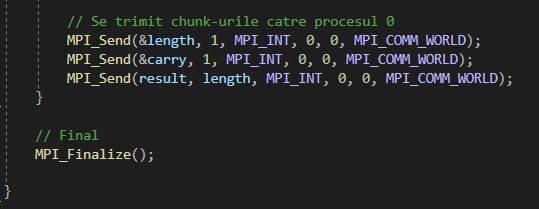 // Se trimit chunk-urile catre procesul 0
MPI_Send(&length, 1, MPI_INT, 0, 0, MPI_COMM_WORLD);
MPI_Send(&carry, 1, MPI_INT, 0, 0, MPI_COMM_WORLD);
MPI_Send(result, length, MPI_INT, 0, 0, MPI_COMM_WORLD);
}
// Final
MPI_Finalize();
}